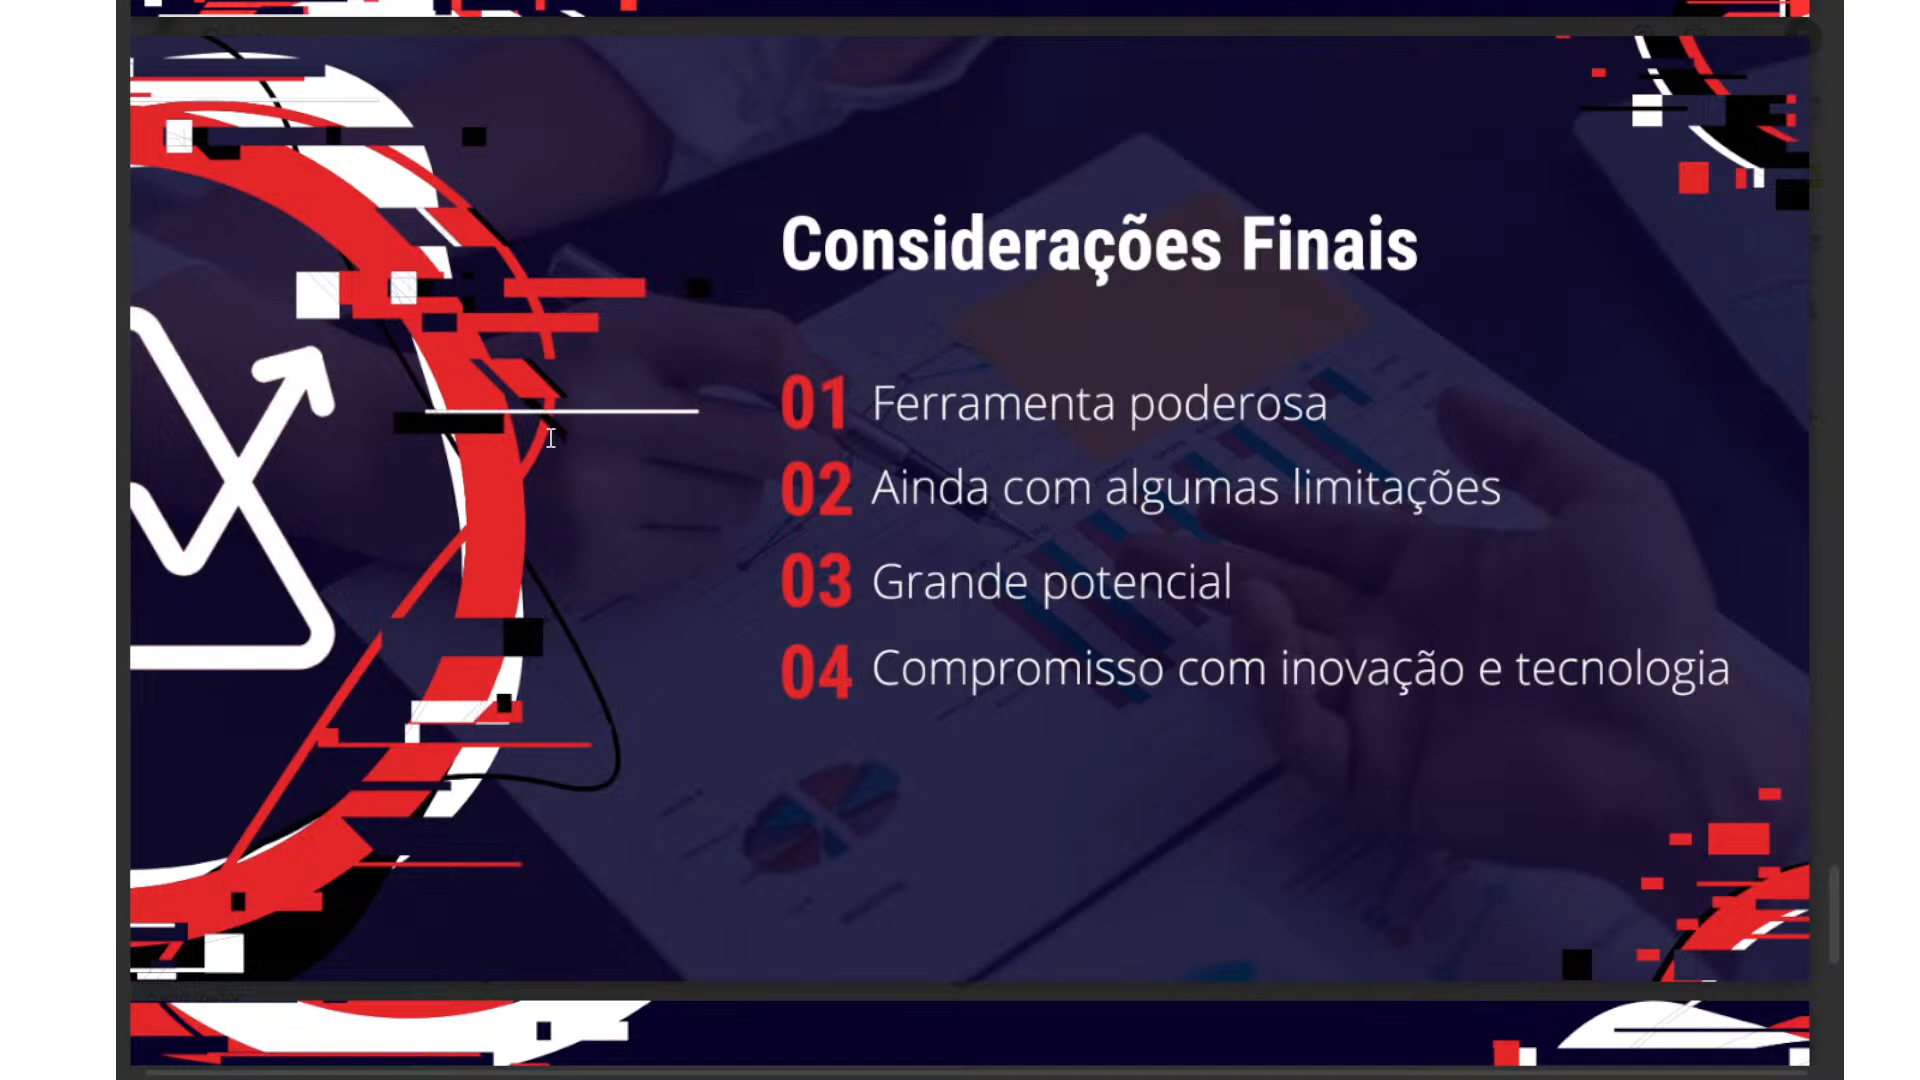 Considerações Finais
01 Ferramenta poderosa
02 Ainda com algumas limitações
03 Grande potencial
04 Compromisso com inovação e tecnologia